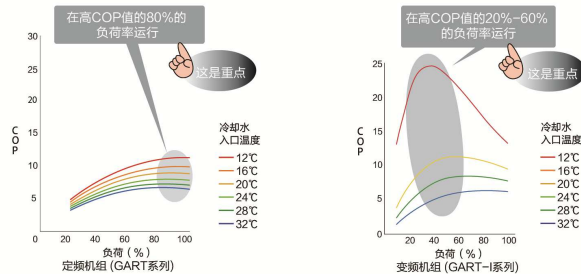 在高COP值的80%的
负荷率运行
这是重点
30
25
20
15
10
5
0
COP
20
40
60
80
100
负荷（%）
定频机组 (GART系列)
冷却水
入口温度
12℃
16℃
20℃
24℃
28℃
32℃
在高COP值的20%-60%
的负荷率运行
这是重点
25
20
15
10
5
0
COP
20
40
60
80
100
负荷（%）
变频机组 (GART-I系列)
冷却水
入口温度
12℃
16℃
20℃
24℃
28℃
32℃